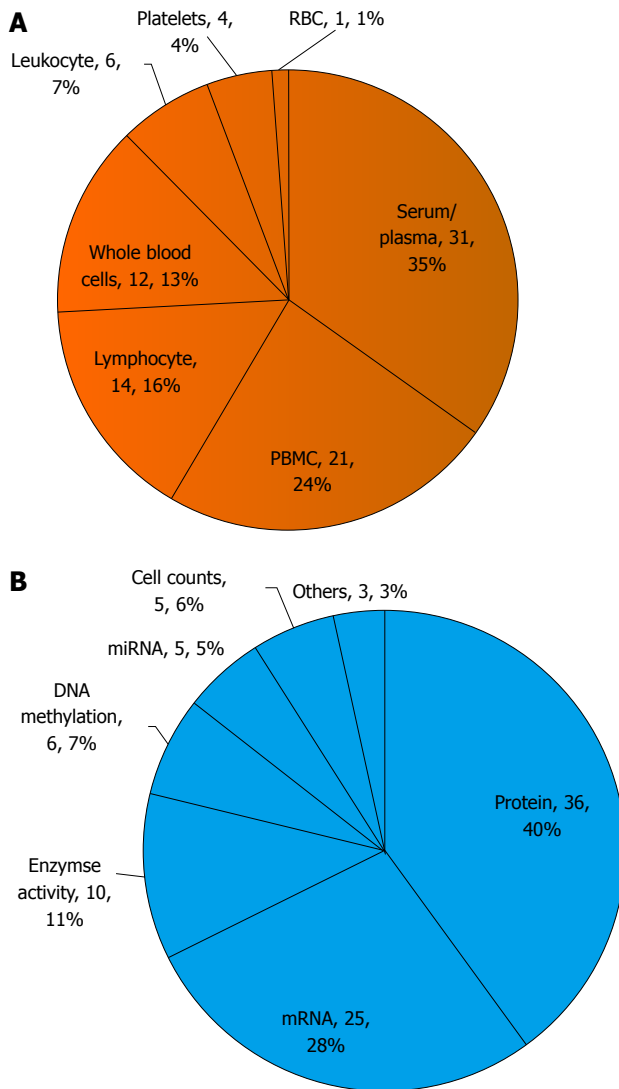 A
Platelets, 4,
4%
RBC, 1, 1%
Leukocyte, 6,
7%
Serum/
plasma, 31,
35%
Whole blood
cells, 12, 13%
Lymphocyte,
14, 16%
PBMC, 21,
24%
B
Cell counts,
5, 6%
Others, 3, 3%
miRNA, 5, 5%
DNA
methylation,
6, 7%
Protein, 36,
40%
Enzymse
activity, 10,
11%
mRNA, 25,
28%